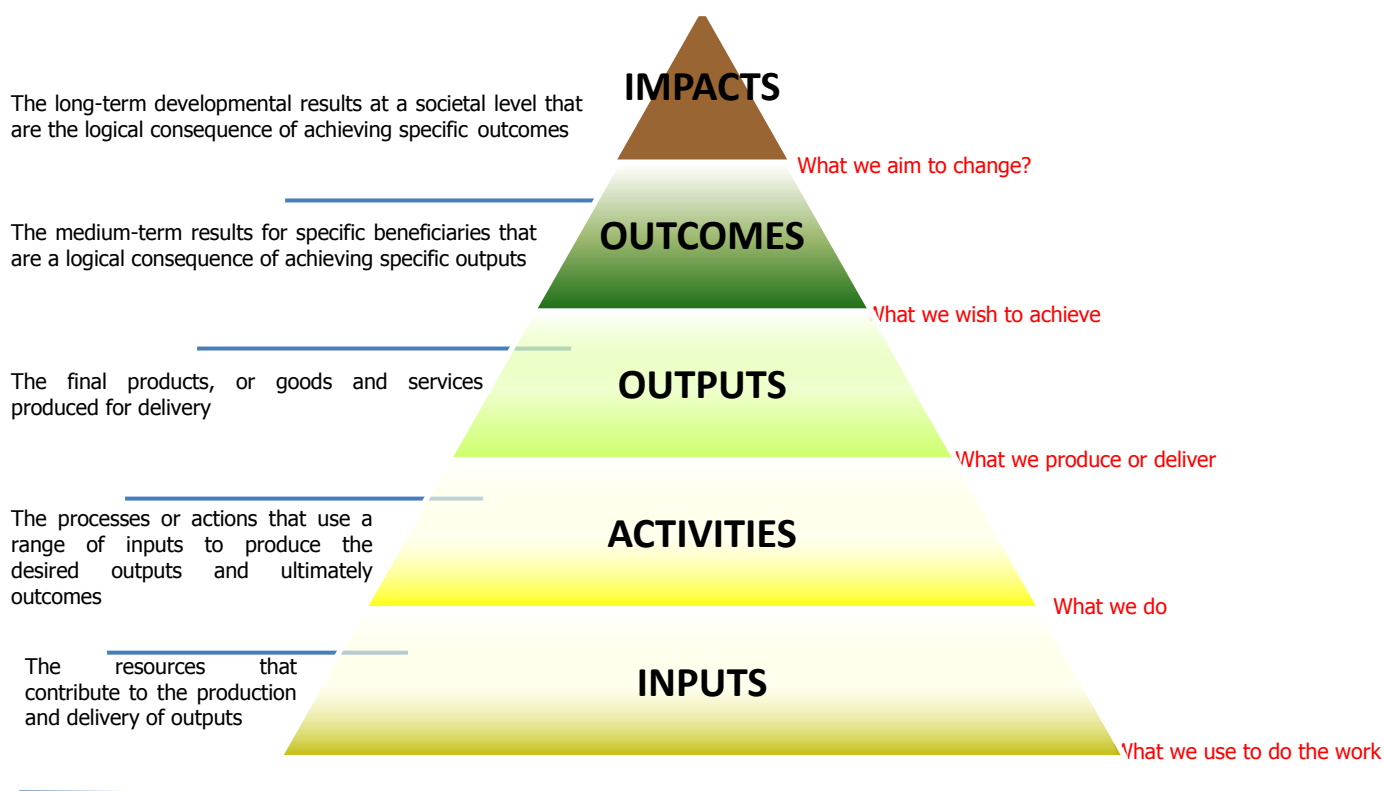 IMPACTS
The long-term developmental results at a societal level that
are the logical consequence of achieving specific outcomes
What we aim to change?
OUTCOMES
The medium-term results for specific beneficiaries that
are a logical consequence of achieving specific outputs
What we wish to achieve
OUTPUTS
The final products, or goods and services
produced for delivery
What we produce or deliver
ACTIVITIES
The processes or actions that use a
range of inputs to produce the
desired outputs and ultimately
outcomes
What we do
INPUTS
The resources that
contribute to the production
and delivery of outputs
What we use to do the work